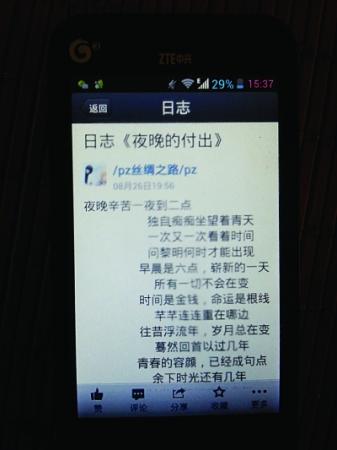 ZTE中兴
29% 15:37
返回 日志
日志《夜晚的付出》
/pz丝绸之路/pz
08月26日19:56
夜晚辛苦一夜到二点
独自痴痴坐望着青天
一次又一次看着时间
问黎明何时才能出现
早晨是六点，崭新的一天
所有一切不会在变
时间是金钱，命运是根线
芊芊连连重在哪边
往昔浮流年，岁月总在变
蓦然回首以过几年
青春的容颜，已经成句点
余下时光还有几年
赞 评论 分享 收藏 更多